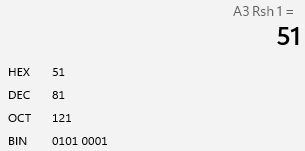 A3 Rsh 1 =
51
HEX 51
DEC 81
OCT 121
BIN 0101 0001